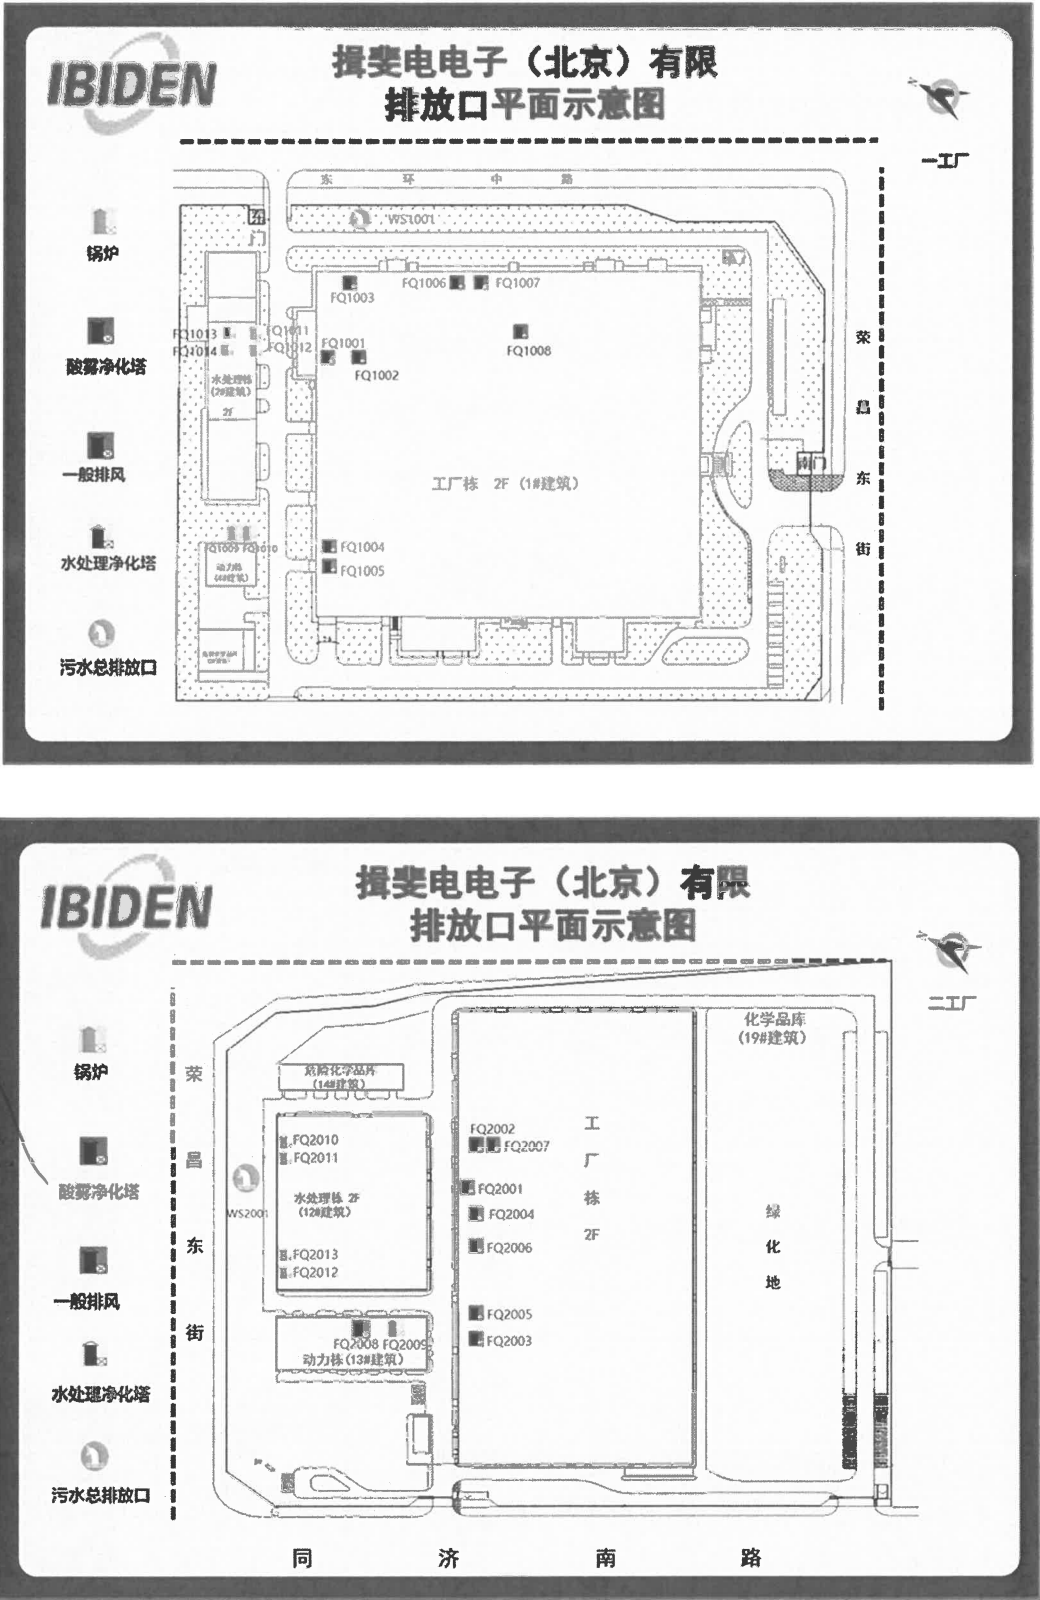 IBIDEN
揖斐电电子（北京）有限
排放口平面示意图
一工厂
东 环 中 路
WS1001
锅炉
FQ1003
FQ1006
FQ1007
FQ1008
FQ1013
FQ1011
FQ1014
FQ1012
FQ1001
FQ1002
荣
昌
东
街
酸雾净化塔
水处理栋
(2#建筑)
2F
一般排风
南门
工厂栋 2F (1#建筑)
水处理净化塔
FQ1009 FQ1010
动力栋
(4#建筑)
FQ1004
FQ1005
污水总排放口
IBIDEN
揖斐电电子（北京）有限
排放口平面示意图
二工厂
化学品库
(19#建筑)
锅炉
荣
昌
东
街
危险化学品库
(14#建筑)
FQ2010
FQ2011
FQ2002
FQ2007
工
厂
栋
2F
酸雾净化塔
WS2001
水处理栋 2F
(12#建筑)
FQ2001
FQ2004
FQ2006
绿
化
地
FQ2013
FQ2012
一般排风
FQ2005
FQ2003
FQ2008 FQ2009
动力栋(13#建筑)
水处理净化塔
污水总排放口
同 济 南 路